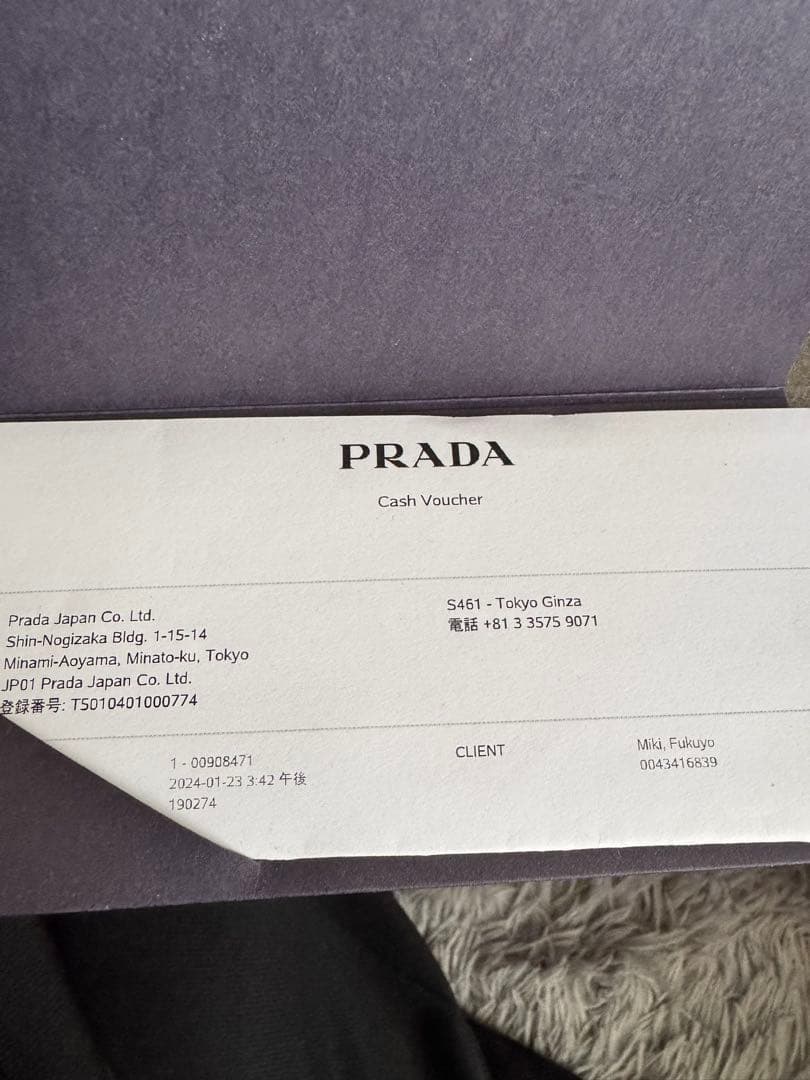 PRADA
Cash Voucher
Prada Japan Co. Ltd.
Shin-Nogizaka Bldg. 1-15-14
Minami-Aoyama, Minato-ku, Tokyo
JP01 Prada Japan Co. Ltd.
登録番号: T5010401000774
S461 - Tokyo Ginza
電話 +81 3 3575 9071
1 - 00908471
2024-01-23 3:42 午後
190274
CLIENT
Miki, Fukuyo
0043416839